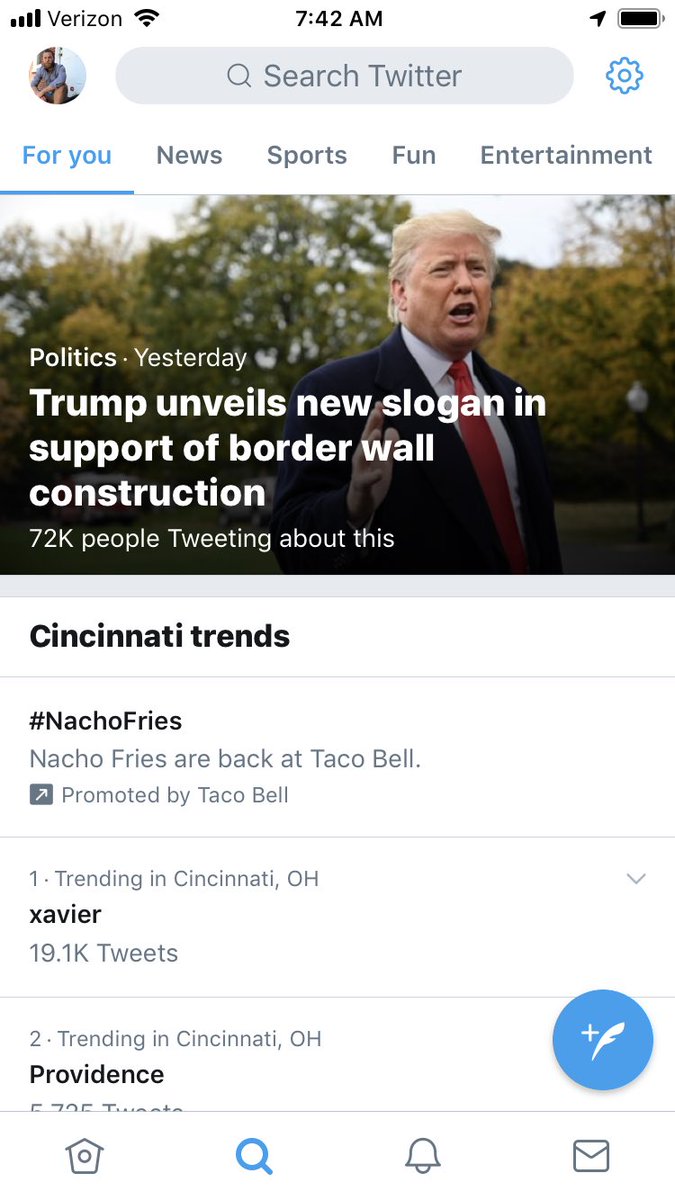 Verizon 7:42 AM
Search Twitter
For you News Sports Fun Entertainment
Politics · Yesterday
Trump unveils new slogan in
support of border wall
construction
72K people Tweeting about this
Cincinnati trends
#NachoFries
Nacho Fries are back at Taco Bell.
Promoted by Taco Bell
1 · Trending in Cincinnati, OH
xavier
19.1K Tweets
2 · Trending in Cincinnati, OH
Providence
5,725 Tweets